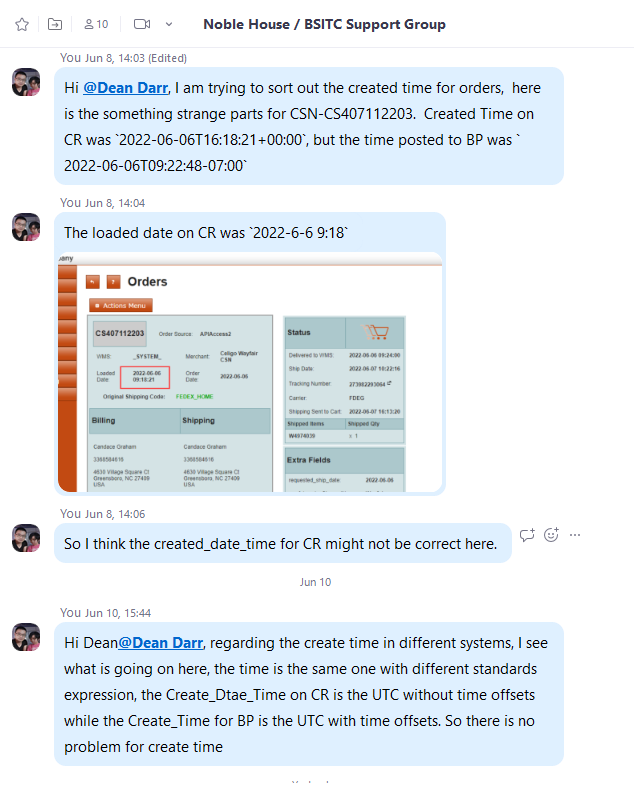 10
Noble House / BSITC Support Group
You Jun 8, 14:03 (Edited)
Hi @Dean Darr, I am trying to sort out the created time for orders,  here
is the something strange parts for CSN-CS407112203.  Created Time on
CR was `2022-06-06T16:18:21+00:00`, but the time posted to BP was `
2022-06-06T09:22:48-07:00`
You Jun 8, 14:04
The loaded date on CR was `2022-6-6 9:18`
Orders
Actions Menu
CS407112203 Order Source: APIAccess2
WMS: _SYSTEM_ Merchant Celigo Wayfair CSN
Loaded Date 2022-06-06 09:18:21 Order Date: 2022-06-06
Original Shipping Code: FEDEX_HOME
Billing Shipping
Candace Graham Candace Graham
3368584616 3368584616
4630 Village Square Ct 4630 Village Square Ct
Greensboro, NC 27409 Greensboro, NC 27409
USA USA
Status
Delivered to WMS: 2022-06-06 09:24:00
Ship Date: 2022-06-07 10:22:16
Tracking Number: 273982293064
Carrier: FDEG
Shipping Sent to Cart: 2022-06-07 18:13:20
Shipped Items Shipped Qty
W4974039 x 1
Extra Fields
requested_ship_date: 2022-06-06
You Jun 8, 14:06
So I think the created_date_time for CR might not be correct here.
Jun 10
You Jun 10, 15:44
Hi Dean@Dean Darr, regarding the create time in different systems, I see
what is going on here, the time is the same one with different standards
expression, the Create_Dtae_Time on CR is the UTC without time offsets
while the Create_Time for BP is the UTC with time offsets. So there is no
problem for create time